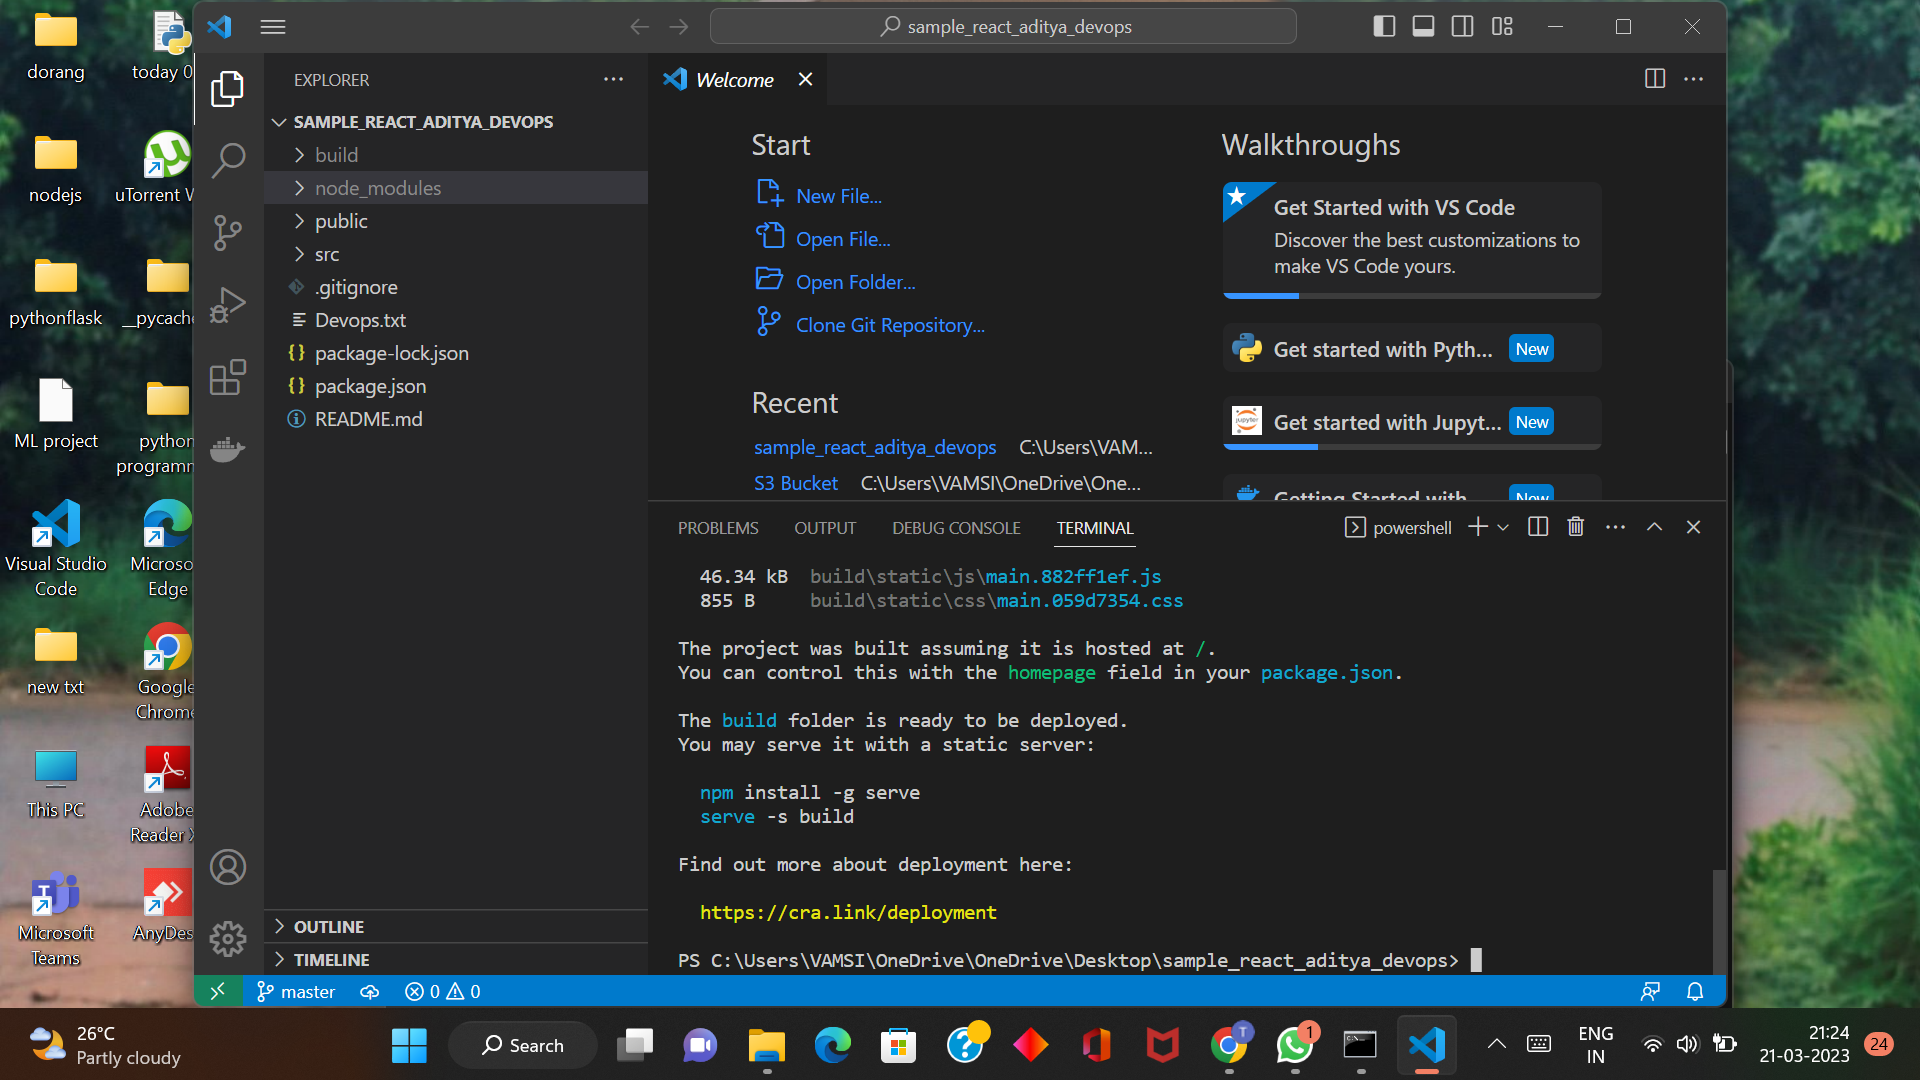 dorang
today 0
nodejs
uTorrent W
pythonflask
__pycache
ML project
python
programm
Visual Studio
Code
Microso
Edge
new txt
Google
Chrome
This PC
Adobe
Reader X
Microsoft
Teams
AnyDes
sample_react_aditya_devops
EXPLORER
SAMPLE_REACT_ADITYA_DEVOPS
build
node_modules
public
src
.gitignore
Devops.txt
package-lock.json
package.json
README.md
OUTLINE
TIMELINE
Welcome
Start
New File...
Open File...
Open Folder...
Clone Git Repository...
Recent
sample_react_aditya_devops C:\Users\VAM...
S3 Bucket C:\Users\VAMSI\OneDrive\One...
Walkthroughs
Get Started with VS Code
Discover the best customizations to
make VS Code yours.
Get started with Pyth... New
Get started with Jupyt... New
Getting Started with New
PROBLEMS OUTPUT DEBUG CONSOLE TERMINAL powershell
46.34 kB build\static\js\main.882ff1ef.js
855 B build\static\css\main.059d7354.css
The project was built assuming it is hosted at /.
You can control this with the homepage field in your package.json.
The build folder is ready to be deployed.
You may serve it with a static server:
npm install -g serve
serve -s build
Find out more about deployment here:
https://cra.link/deployment
PS C:\Users\VAMSI\OneDrive\OneDrive\Desktop\sample_react_aditya_devops>
master 0 0
26°C
Partly cloudy
Search
T
1
ENG
IN
21:24
21-03-2023
24